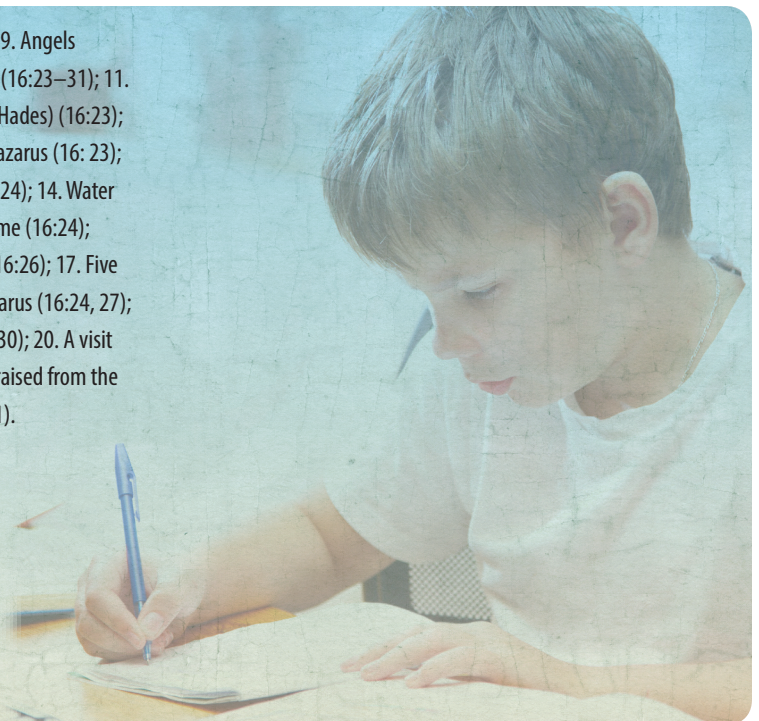 9. Angels
(16:23–31); 11.
Hades) (16:23);
azarus (16: 23);
24); 14. Water
me (16:24);
16:26); 17. Five
arus (16:24, 27);
30); 20. A visit
raised from the
).